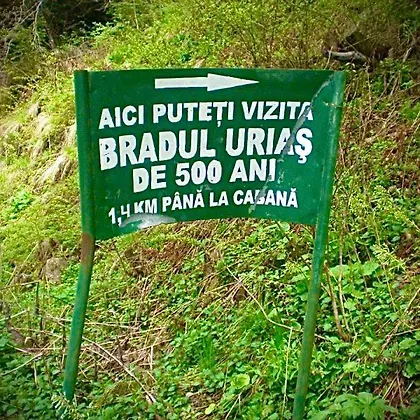 AICI PUTEȚI VIZITA
BRADUL URIAȘ
DE 500 ANI
1,4 KM PÂNĂ LA CABANĂ